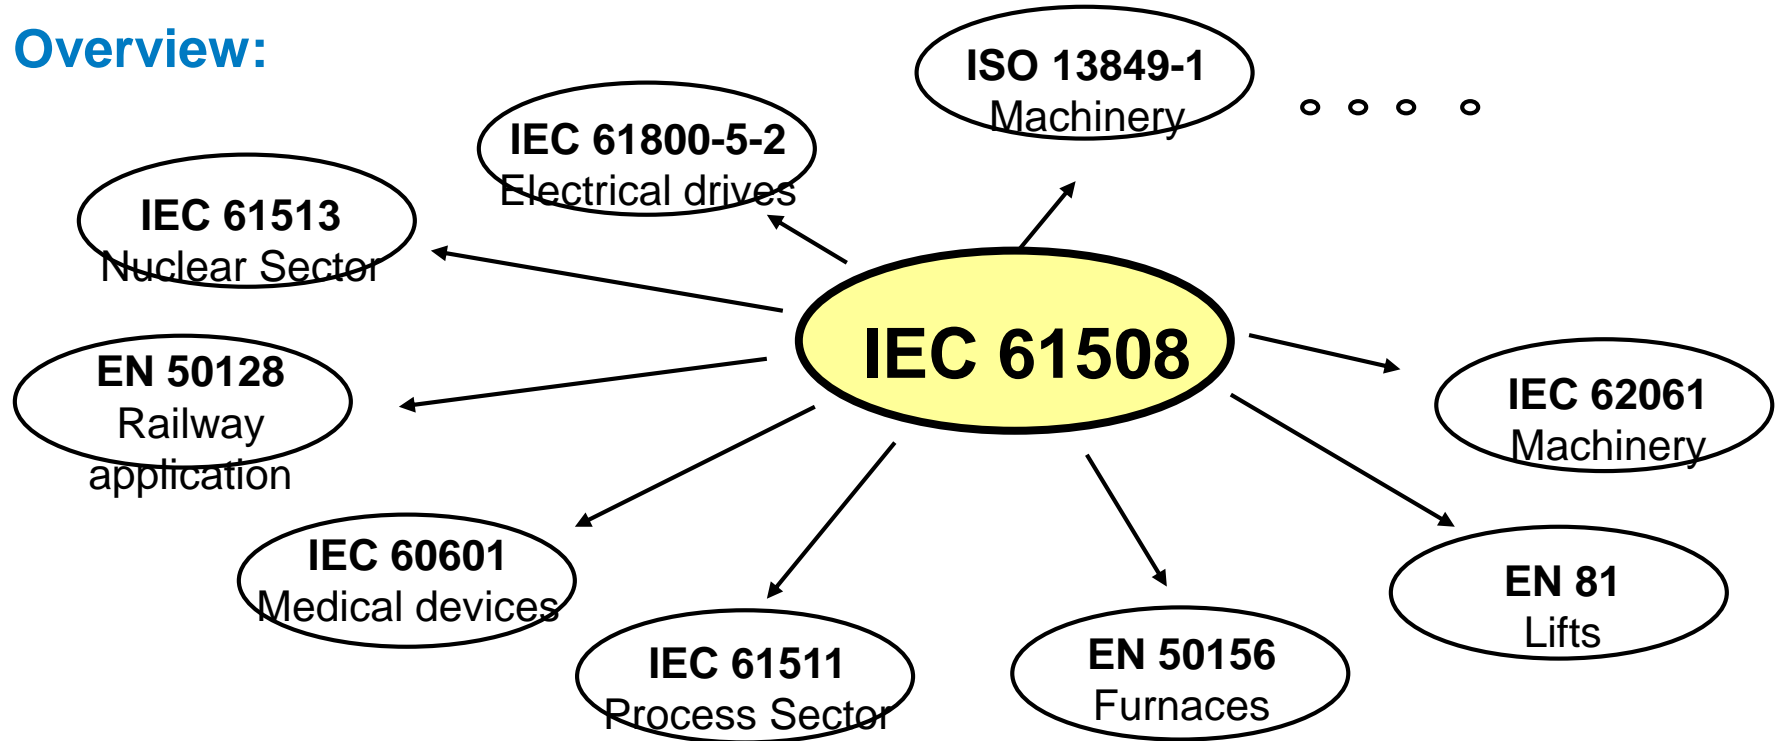 Overview:
ISO 13849-1
Machinery
IEC 61800-5-2
Electrical drives
IEC 61513
Nuclear Sector
IEC 61508
EN 50128
Railway
application
IEC 62061
Machinery
IEC 60601
Medical devices
EN 81
Lifts
IEC 61511
Process Sector
EN 50156
Furnaces